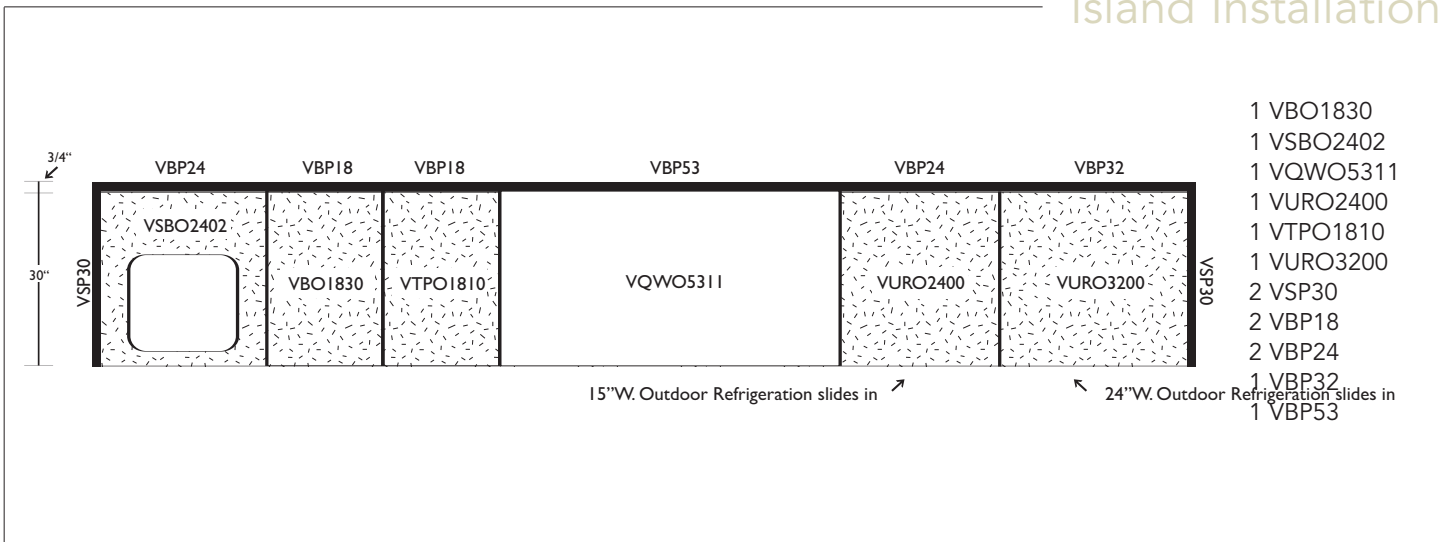 Island Installation
3/4“
VBP24 VBP18 VBP18 VBP53 VBP24 VBP32
VSBO2402
30“
VSP30
VBO1830 VTPO1810 VQWO5311 VURO2400 VURO3200
VSP30
15”W. Outdoor Refrigeration slides in
24”W. Outdoor Refrigeration slides in
1 VBO1830
1 VSBO2402
1 VQWO5311
1 VURO2400
1 VTPO1810
1 VURO3200
2 VSP30
2 VBP18
2 VBP24
1 VBP32
1 VBP53